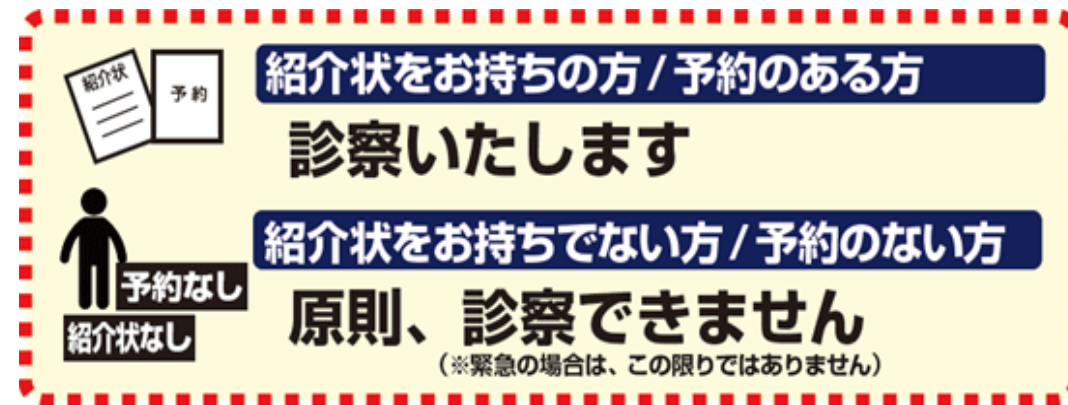 紹介状
予約
紹介状をお持ちの方/予約のある方
診察いたします
紹介状をお持ちでない方/予約のない方
予約なし
紹介状なし
原則、診察できません
(※緊急の場合は、この限りではありません)